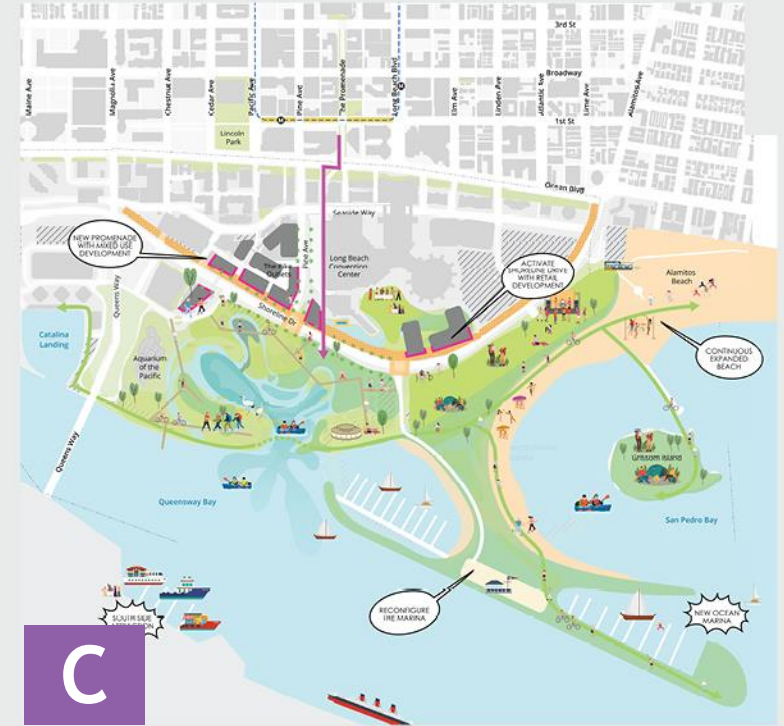 3rd St
Broadway
1st St
Maine Ave
Magnolia Ave
Chestnut Ave
Cedar Ave
Pacific Ave
Pine Ave
The Promenade
Long Beach Blvd
Elm Ave
Linden Ave
Atlantic Ave
Lime Ave
Alamitos Ave
M
M
Lincoln
Park
Ocean Blvd
Seaside Way
NEW PROMENADE
WITH MIXED USE
DEVELOPMENT
The Pike
Outlets
Pine Ave
Long Beach
Convention
Center
ACTIVATE
SHORELINE DRIVE
WITH RETAIL
DEVELOPMENT
Alamitos
Beach
Queens Way
Shoreline Dr
Catalina
Landing
Aquarium
of the
Pacific
CONTINUOUS
EXPANDED
BEACH
Queens Way
Grissom Island
Queensway Bay
San Pedro Bay
RECONFIGURE
THE MARINA
NEW OCEAN
MARINA
SOUTH SIDE
C